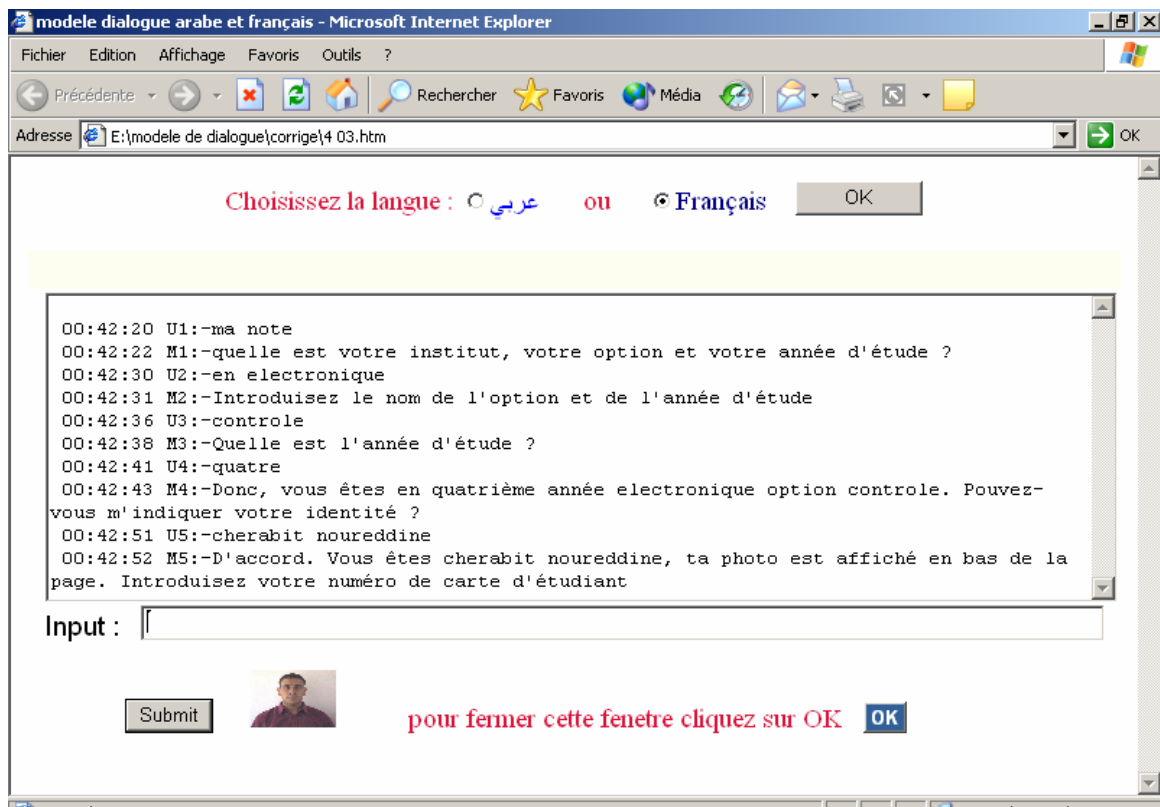 modele dialogue arabe et français - Microsoft Internet Explorer
Fichier Edition Affichage Favoris Outils ?
Précédente Rechercher Favoris Média
Adresse E:\modele de dialogue\corrige\4 03.htm OK
Choisissez la langue : عربي ou Français OK
00:42:20 U1:-ma note
00:42:22 M1:-quelle est votre institut, votre option et votre année d'étude ?
00:42:30 U2:-en electronique
00:42:31 M2:-Introduisez le nom de l'option et de l'année d'étude
00:42:36 U3:-controle
00:42:38 M3:-Quelle est l'année d'étude ?
00:42:41 U4:-quatre
00:42:43 M4:-Donc, vous êtes en quatrième année electronique option controle. Pouvez-
vous m'indiquer votre identité ?
00:42:51 U5:-cherabit noureddine
00:42:52 M5:-D'accord. Vous êtes cherabit noureddine, ta photo est affiché en bas de la
page. Introduisez votre numéro de carte d'étudiant
Input :
Submit pour fermer cette fenetre cliquez sur OK OK